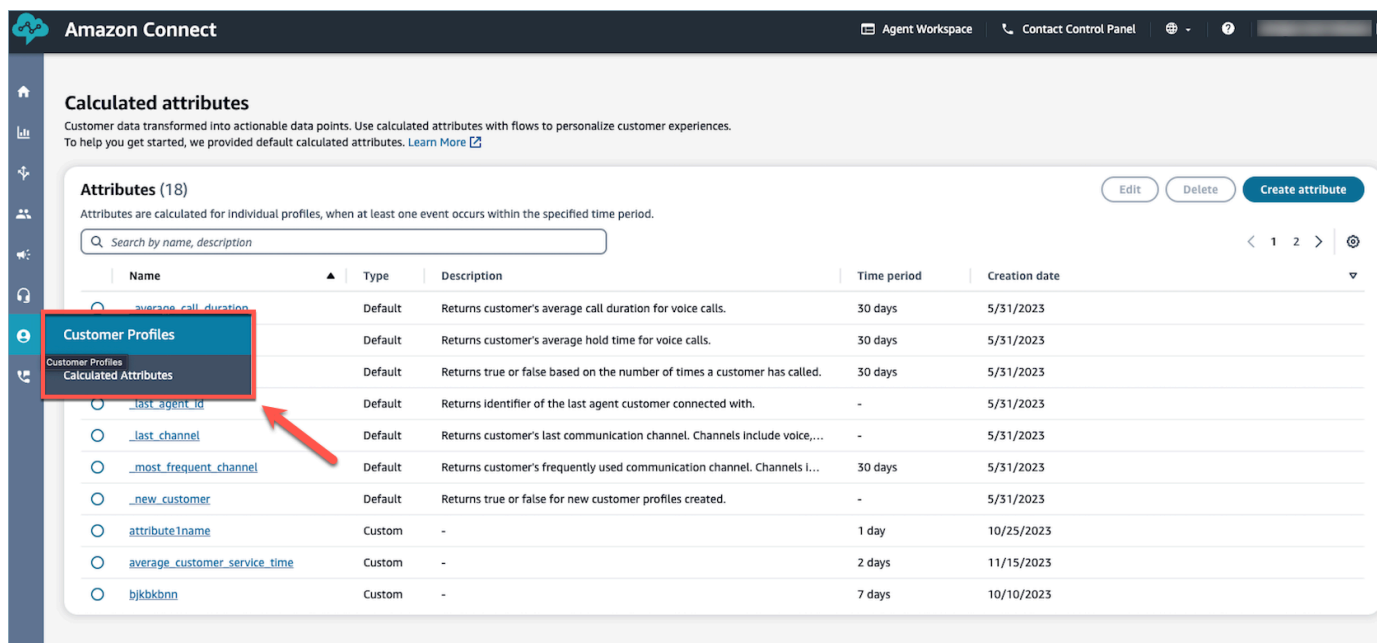 Amazon Connect
Agent Workspace
Contact Control Panel
Calculated attributes
Customer data transformed into actionable data points. Use calculated attributes with flows to personalize customer experiences.
To help you get started, we provided default calculated attributes. Learn More
Attributes (18)
Edit
Delete
Create attribute
Attributes are calculated for individual profiles, when at least one event occurs within the specified time period.
Search by name, description
1 2
Name Type Description Time period Creation date
_average_call_duration Default Returns customer's average call duration for voice calls. 30 days 5/31/2023
Customer Profiles
Default Returns customer's average hold time for voice calls. 30 days 5/31/2023
Customer Profiles
Calculated Attributes
Default Returns true or false based on the number of times a customer has called. 30 days 5/31/2023
_last_agent_id Default Returns identifier of the last agent customer connected with. - 5/31/2023
_last_channel Default Returns customer's last communication channel. Channels include voice,... - 5/31/2023
_most_frequent_channel Default Returns customer's frequently used communication channel. Channels i... 30 days 5/31/2023
_new_customer Default Returns true or false for new customer profiles created. - 5/31/2023
attribute1name Custom - 1 day 10/25/2023
average_customer_service_time Custom - 2 days 11/15/2023
bjkbkbnn Custom - 7 days 10/10/2023